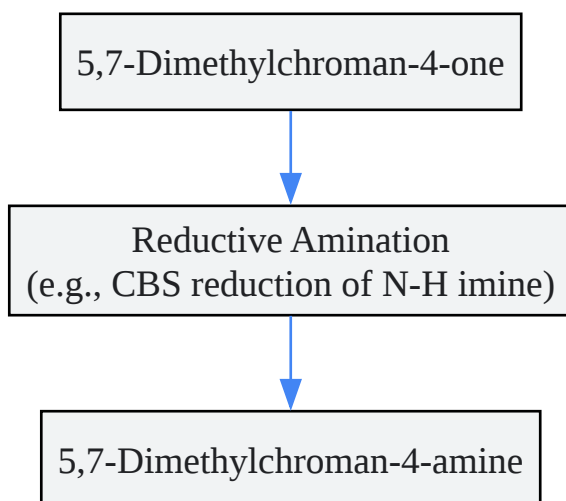 5,7-Dimethylchroman-4-one
Reductive Amination
(e.g., CBS reduction of N-H imine)
5,7-Dimethylchroman-4-amine